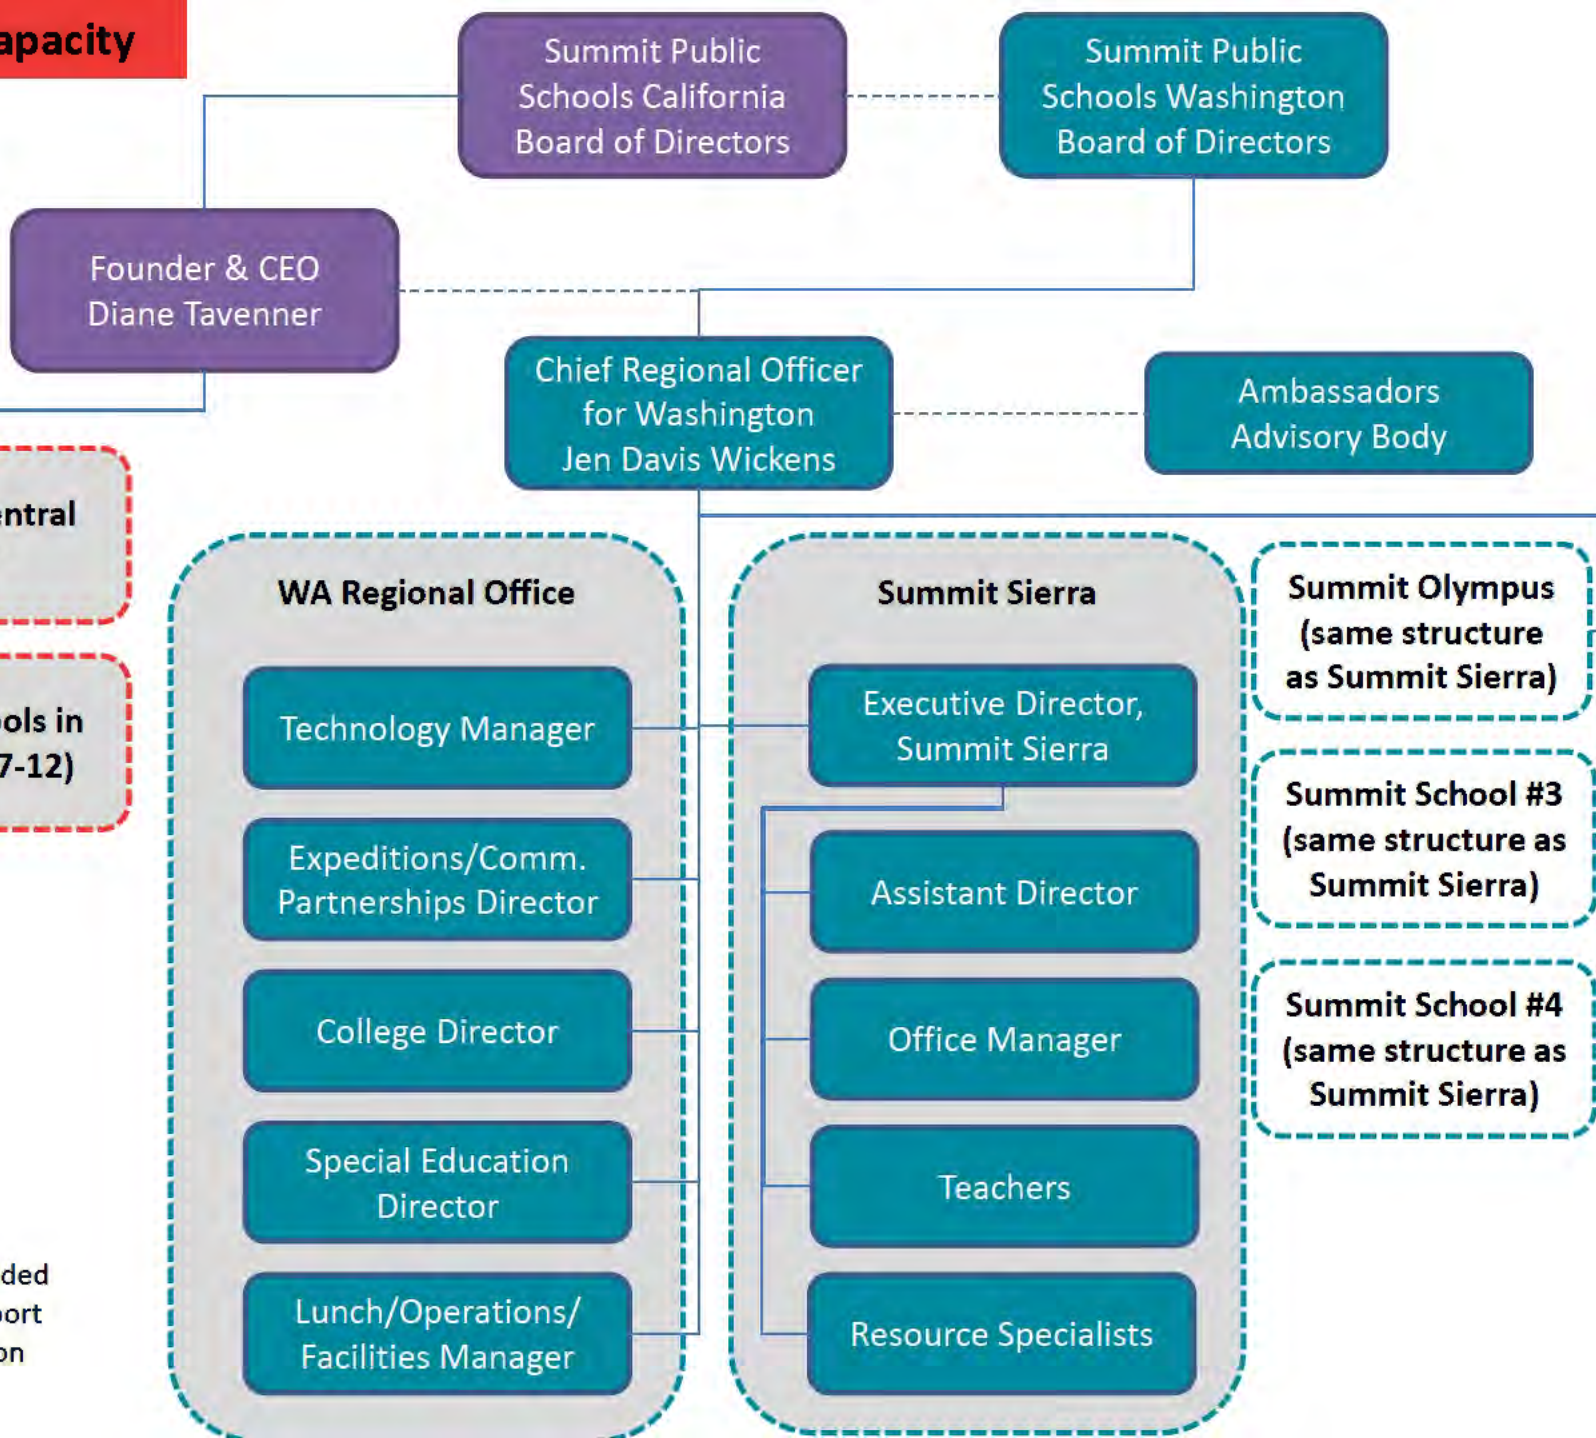 apacity
Summit Public
Schools California
Board of Directors
Summit Public
Schools Washington
Board of Directors
Founder & CEO
Diane Tavenner
Chief Regional Officer
for Washington
Jen Davis Wickens
Ambassadors
Advisory Body
entral
ools in
7-12)
ded
port
on
WA Regional Office
Technology Manager
Expeditions/Comm.
Partnerships Director
College Director
Special Education
Director
Lunch/Operations/
Facilities Manager
Summit Sierra
Executive Director,
Summit Sierra
Assistant Director
Office Manager
Teachers
Resource Specialists
Summit Olympus
(same structure
as Summit Sierra)
Summit School #3
(same structure as
Summit Sierra)
Summit School #4
(same structure as
Summit Sierra)